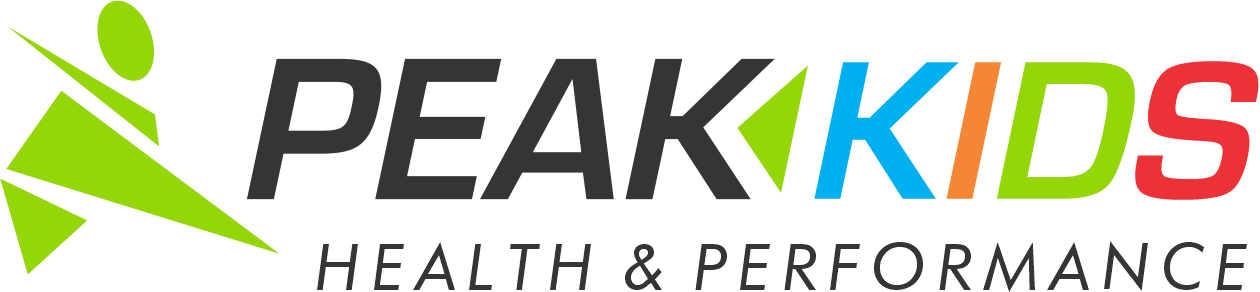 PEAK KIDS
HEALTH & PERFORMANCE